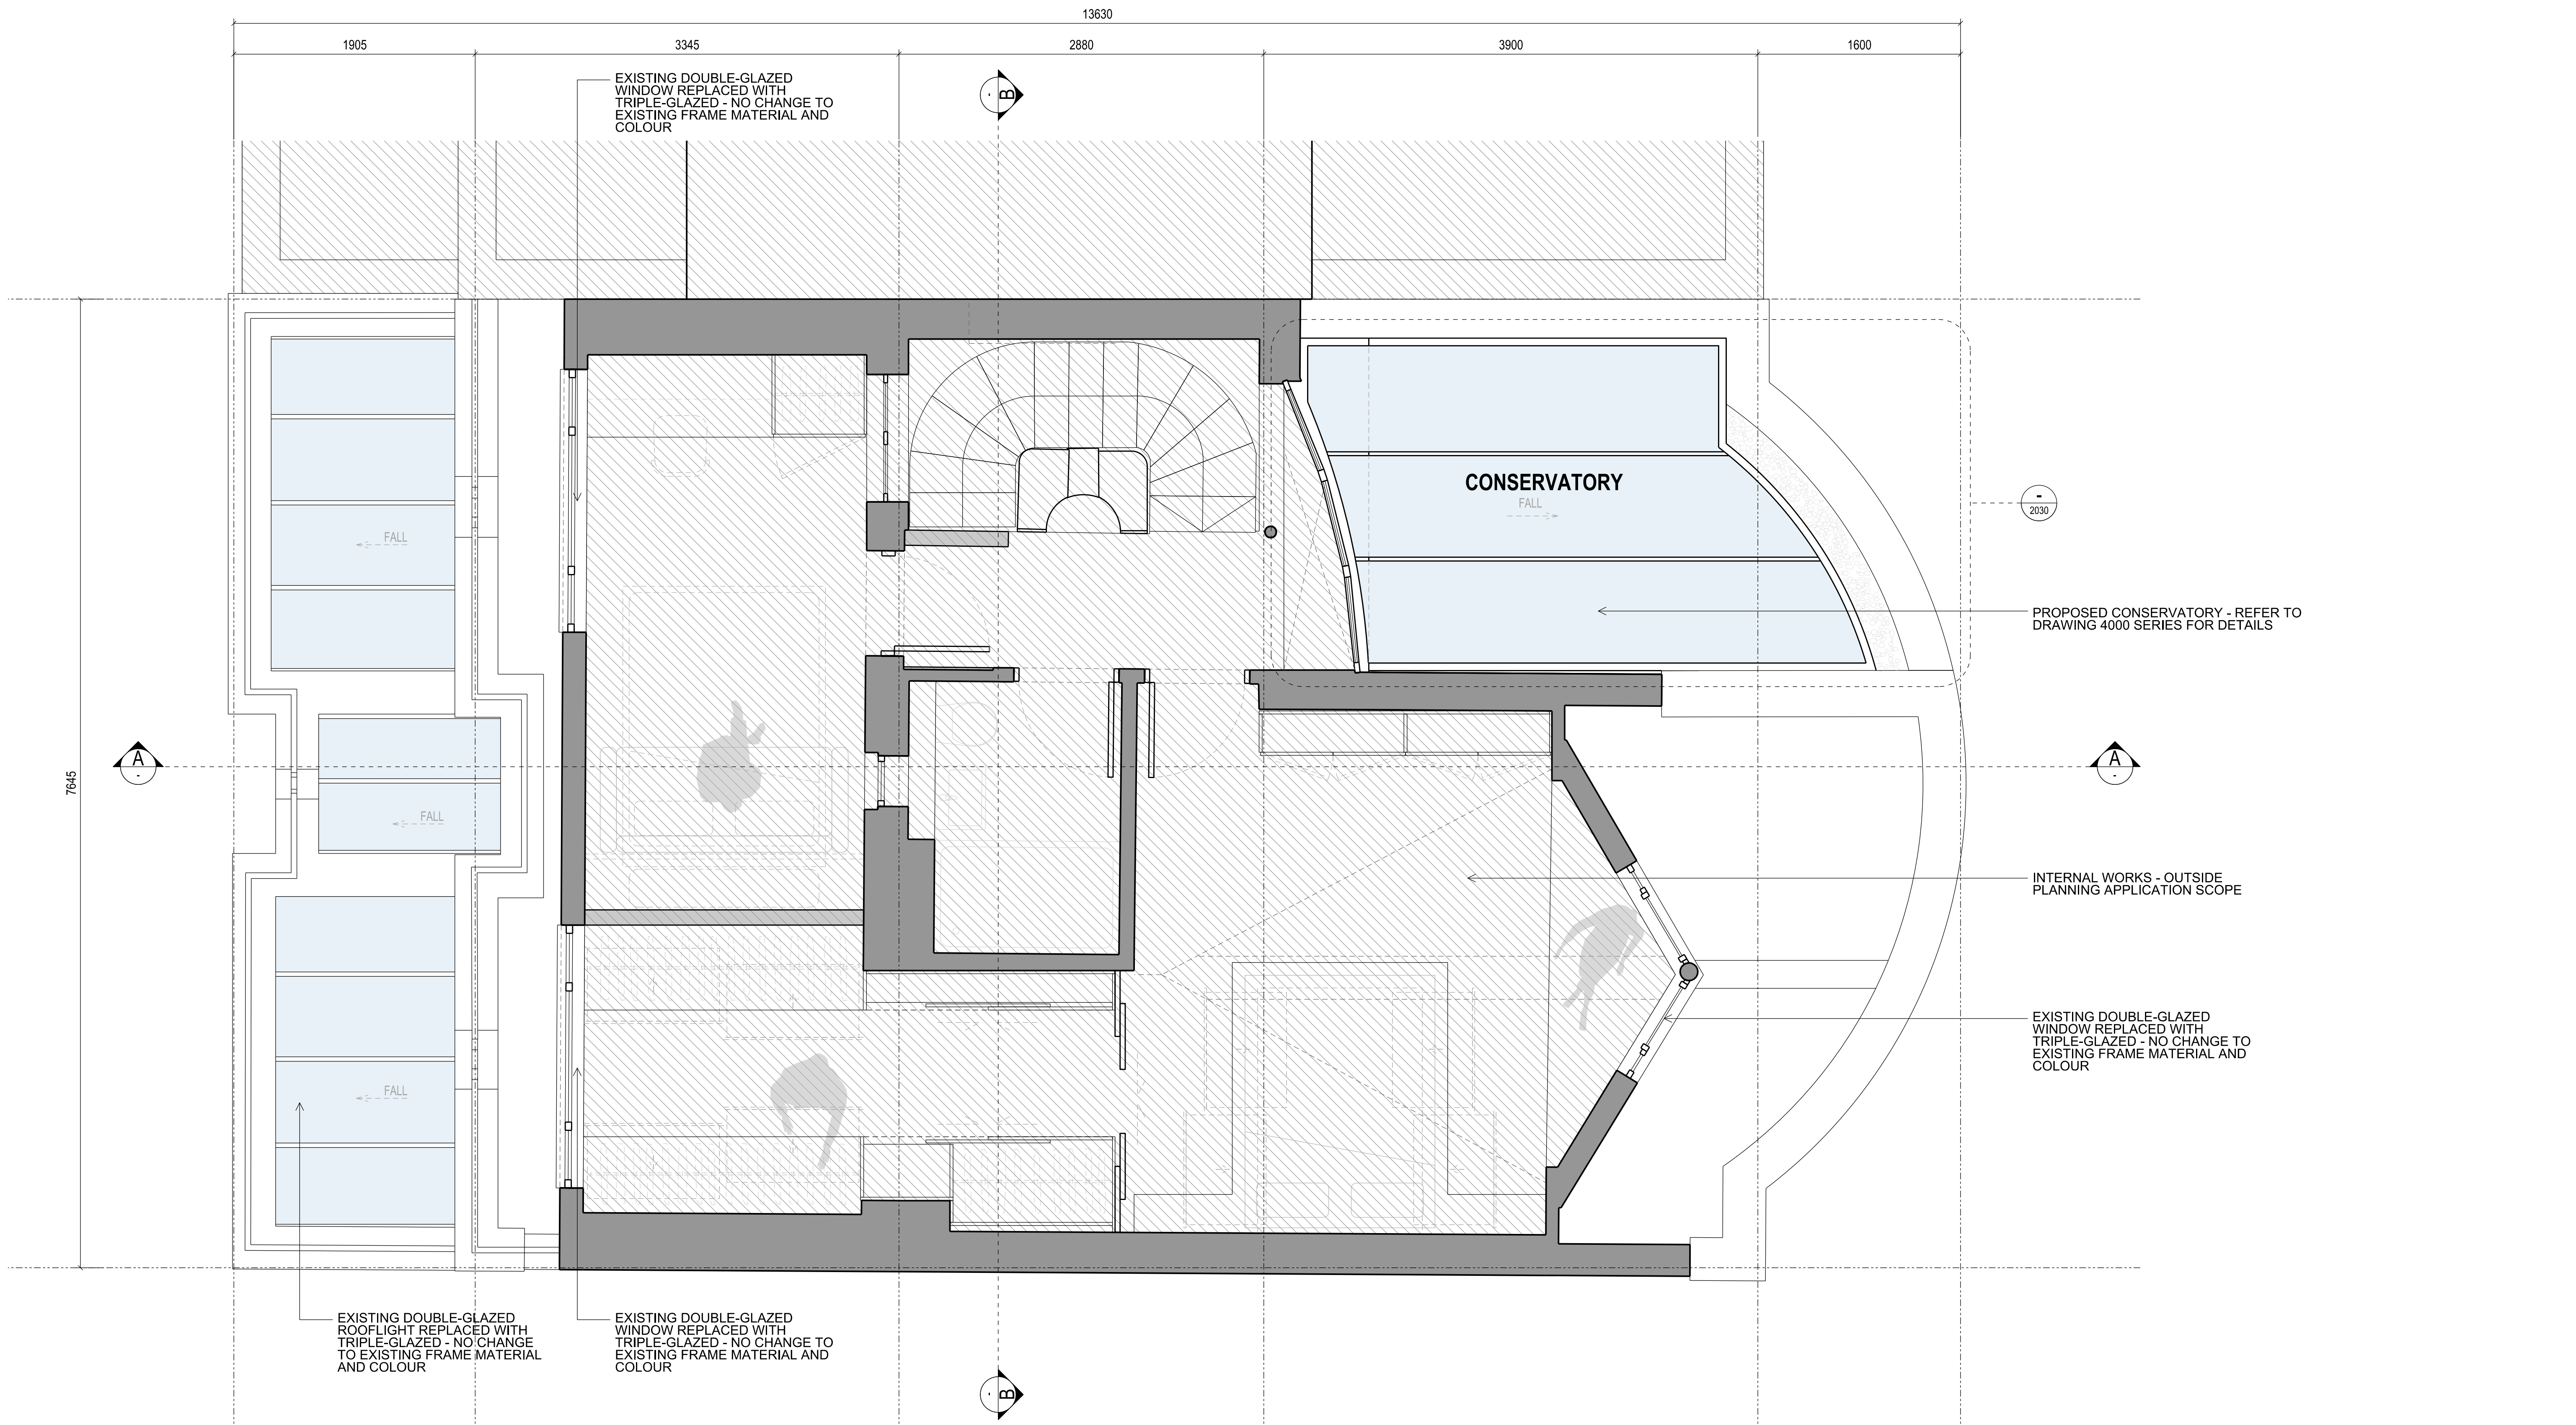 13630
1905
3345
2880
3900
1600
EXISTING DOUBLE-GLAZED
WINDOW REPLACED WITH
TRIPLE-GLAZED - NO CHANGE TO
EXISTING FRAME MATERIAL AND
COLOUR
B
-
CONSERVATORY
FALL
-
2030
FALL
PROPOSED CONSERVATORY - REFER TO
DRAWING 4000 SERIES FOR DETAILS
A
-
7645
A
-
FALL
INTERNAL WORKS - OUTSIDE
PLANNING APPLICATION SCOPE
EXISTING DOUBLE-GLAZED
WINDOW REPLACED WITH
TRIPLE-GLAZED - NO CHANGE TO
EXISTING FRAME MATERIAL AND
COLOUR
FALL
EXISTING DOUBLE-GLAZED
ROOFLIGHT REPLACED WITH
TRIPLE-GLAZED - NO CHANGE
TO EXISTING FRAME MATERIAL
AND COLOUR
EXISTING DOUBLE-GLAZED
WINDOW REPLACED WITH
TRIPLE-GLAZED - NO CHANGE TO
EXISTING FRAME MATERIAL AND
COLOUR
B
-